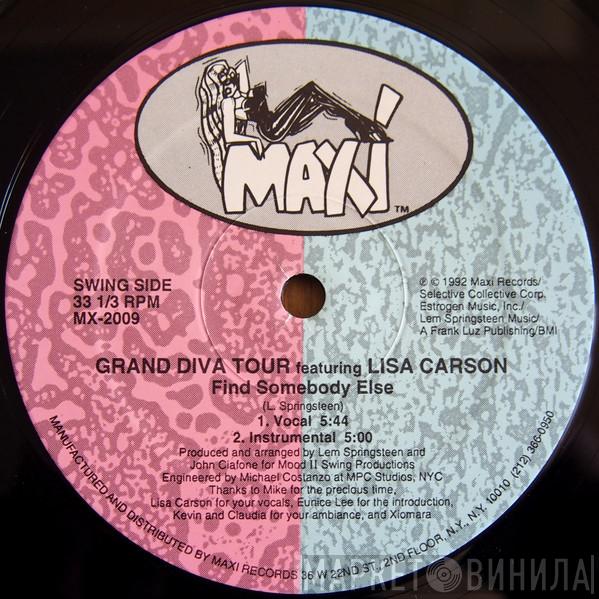 MAXI
™
SWING SIDE
33 1/3 RPM
MX-2009
℗ © 1992 Maxi Records/
Selective Collective Corp.
Estrogen Music, Inc./
Lem Springsteen Music/
A Frank Luz Publishing/BMI
GRAND DIVA TOUR featuring LISA CARSON
Find Somebody Else
(L. Springsteen)
1. Vocal 5:44
2. Instrumental 5:00
Produced and arranged by Lem Springsteen and
John Ciafone for Mood II Swing Productions
Engineered by Michael Costanzo at MPC Studios, NYC
Thanks to Mike for the precious time,
Lisa Carson for your vocals, Eunice Lee for the introduction,
Kevin and Claudia for your ambiance, and Xiomara
MANUFACTURED AND DISTRIBUTED BY MAXI RECORDS 36 W 22ND ST., 2ND FLOOR, N.Y., N.Y. 10010 (212) 366-0950
МАРКЕТ ВИНИЛА